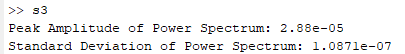 >> s3
Peak Amplitude of Power Spectrum: 2.88e-05
Standard Deviation of Power Spectrum: 1.0871e-07